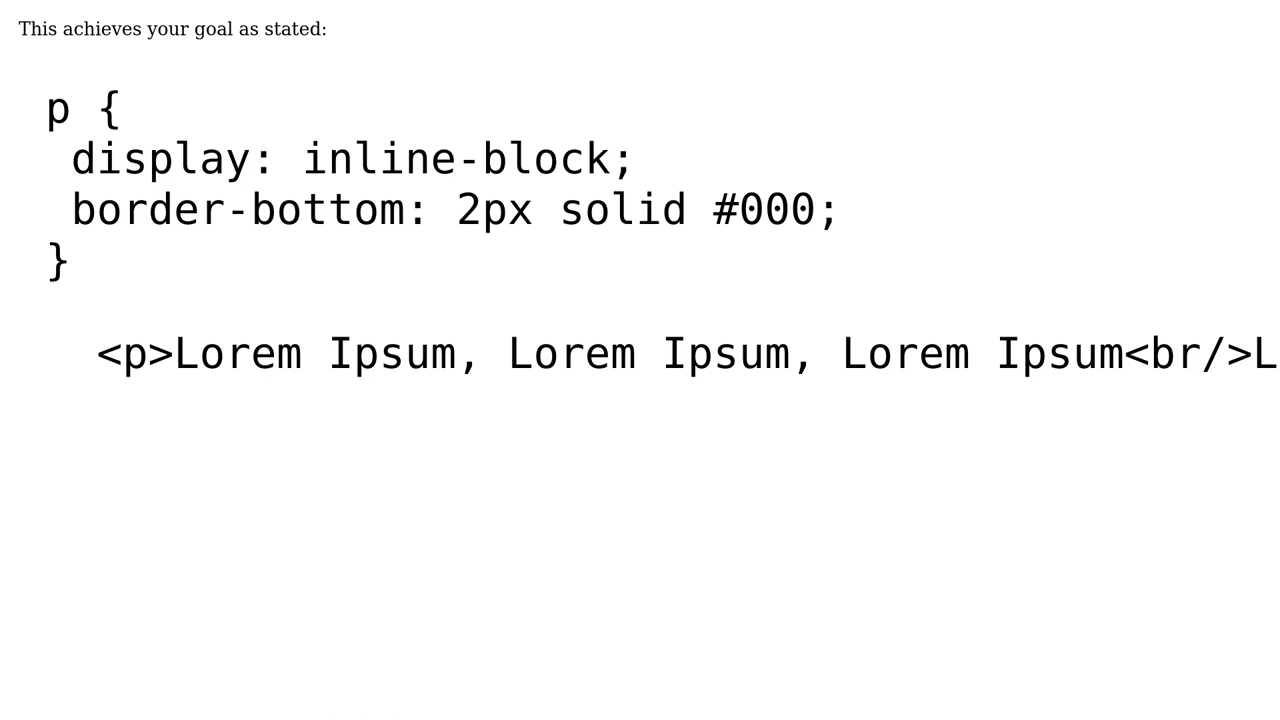 This achieves your goal as stated:
p {
 display: inline-block;
 border-bottom: 2px solid #000;
}
<p>Lorem Ipsum, Lorem Ipsum, Lorem Ipsum<br/>L